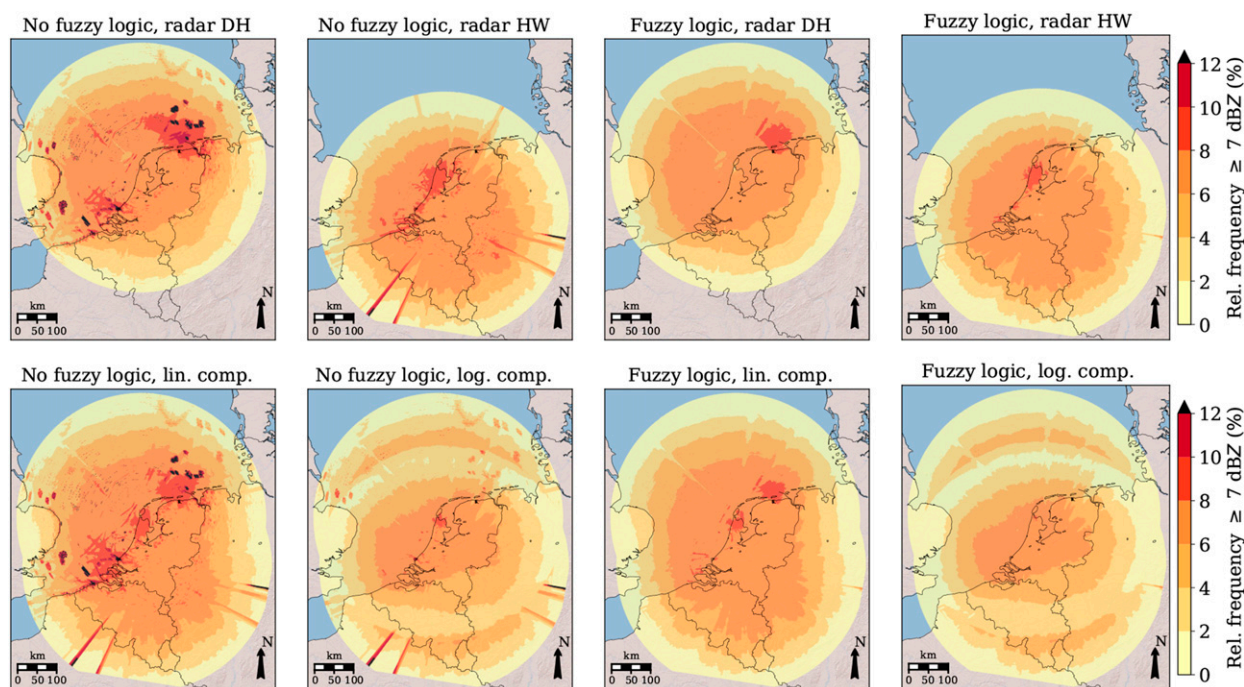 No fuzzy logic, radar DH
No fuzzy logic, radar HW
Fuzzy logic, radar DH
Fuzzy logic, radar HW
km
0 50 100
N
km
0 50 100
N
km
0 50 100
N
km
0 50 100
N
12
10
8
6
4
2
0
Rel. frequency ≥ 7 dBZ (%)
No fuzzy logic, lin. comp.
No fuzzy logic, log. comp.
Fuzzy logic, lin. comp.
Fuzzy logic, log. comp.
km
0 50 100
N
km
0 50 100
N
km
0 50 100
N
km
0 50 100
N
12
10
8
6
4
2
0
Rel. frequency ≥ 7 dBZ (%)